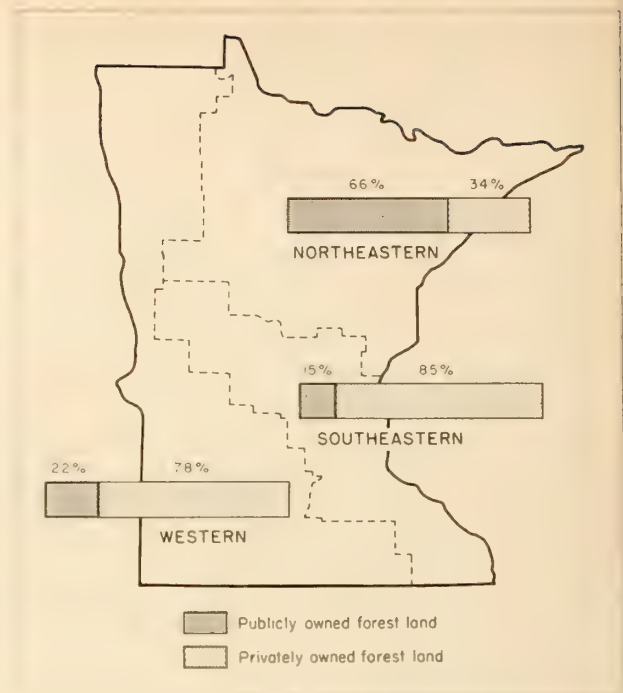 66% 34%
NORTHEASTERN
15% 85%
SOUTHEASTERN
22% 78%
WESTERN
Publicly owned forest land
Privately owned forest land